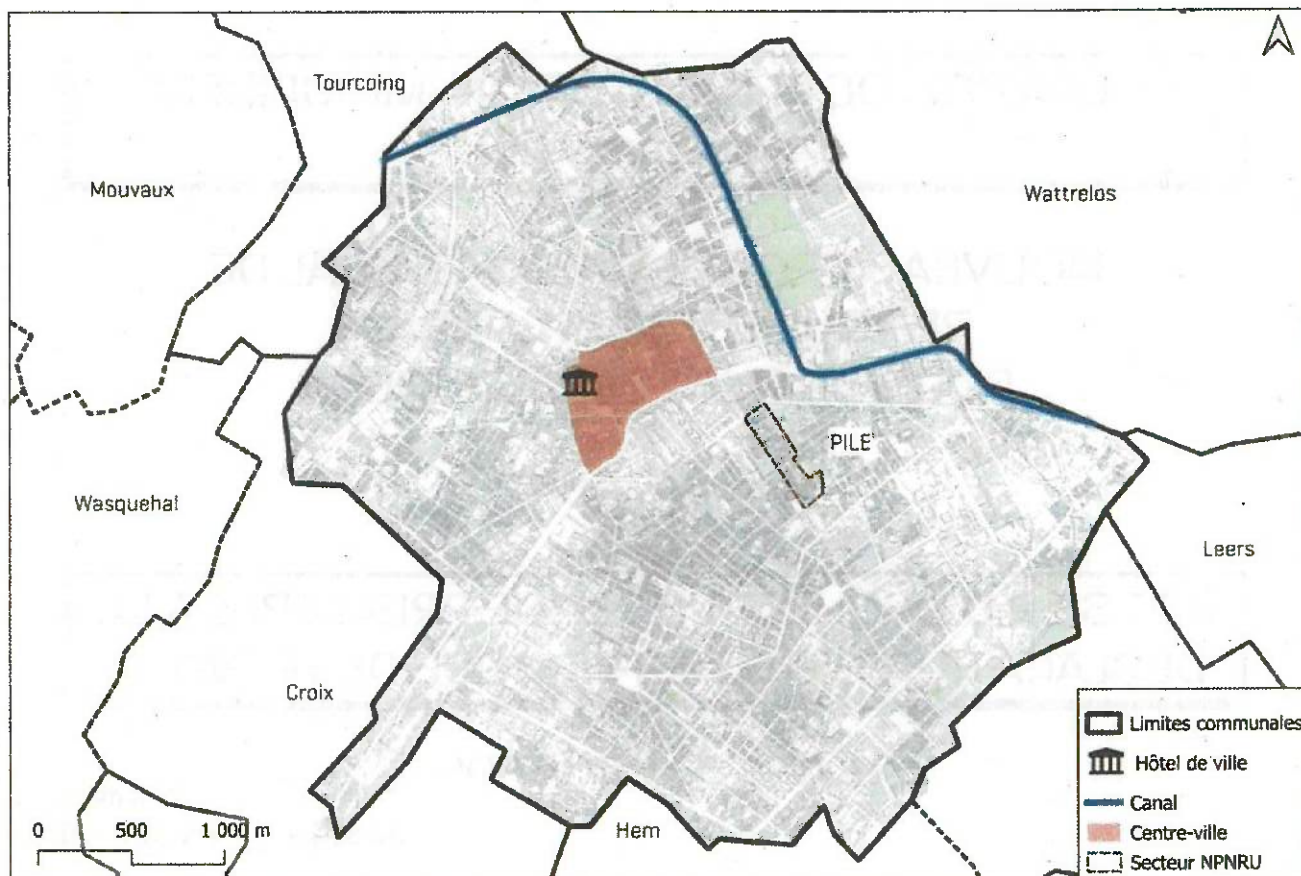 Tourcoing
Mouvaux
Wattrelos
'PILE'
Wasquehal
Leers
Croix
Hem
0 500 1 000 m
Limites communales
Hôtel de ville
Canal
Centre-ville
Secteur NPNRU